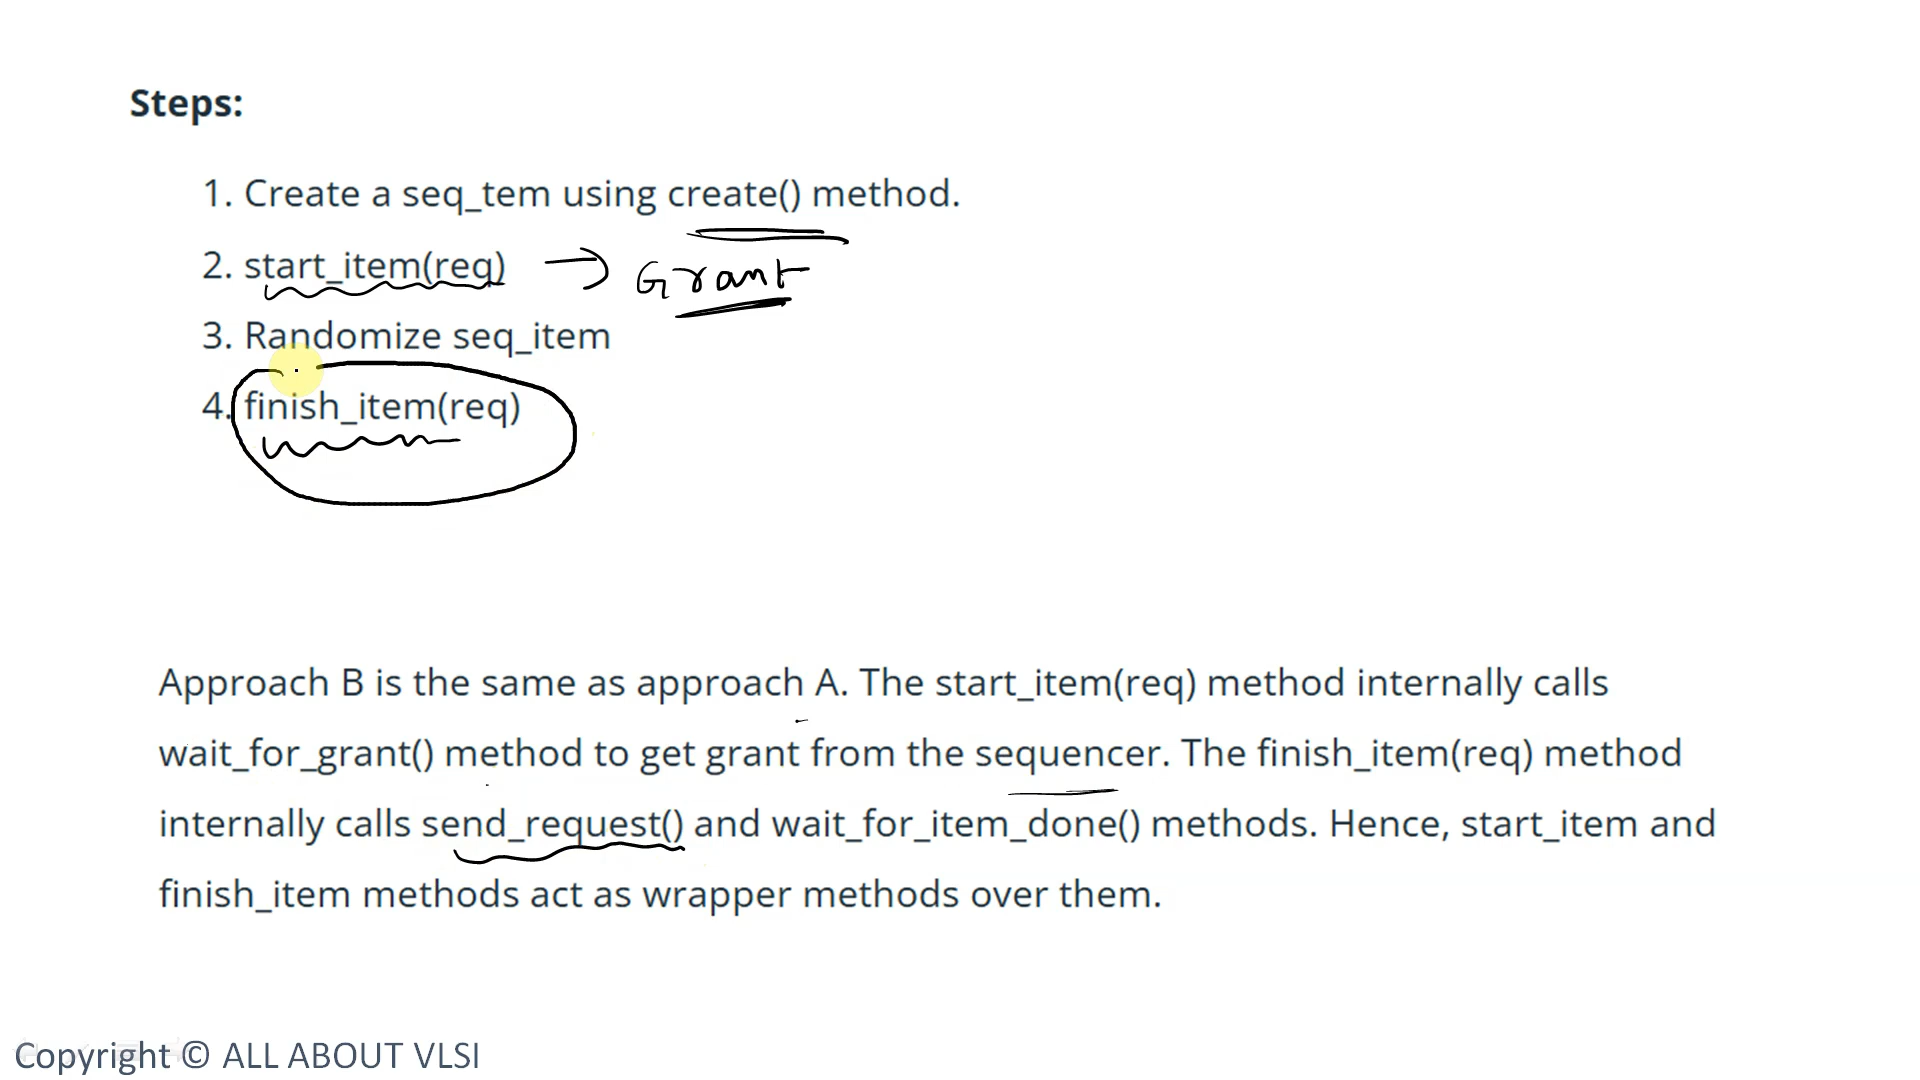 Steps:
1. Create a seq_tem using create() method.
2. start_item(req) → Grant
3. Randomize seq_item
4. finish_item(req)
Approach B is the same as approach A. The start_item(req) method internally calls
wait_for_grant() method to get grant from the sequencer. The finish_item(req) method
internally calls send_request() and wait_for_item_done() methods. Hence, start_item and
finish_item methods act as wrapper methods over them.
Copyright © ALL ABOUT VLSI